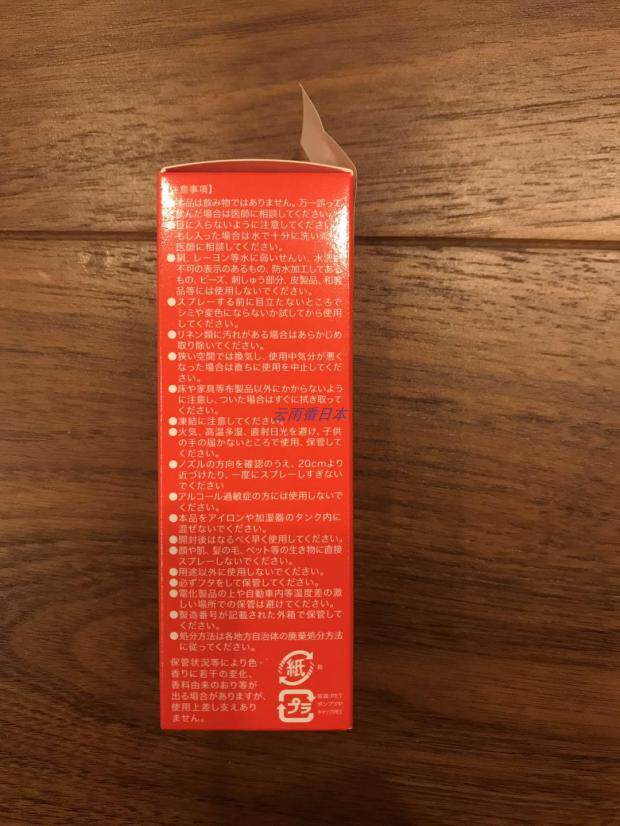 注意事項】
●本品は飲み物ではありません。万一誤って
飲んだ場合は医師に相談してください。
●目に入らないように注意してください。
もし入った場合は水で十分に洗い
医師に相談してください。
●絹、レーヨン等水に弱いせんい、水洗
不可の表示のあるもの、防水加工してある
もの、ビーズ、刺しゅう部分、皮製品、和装
品等には使用しないでください。
●スプレーする前に目立たないところで
シミや変色にならないか試してから使用
してください。
●リネン類に汚れがある場合はあらかじめ
取り除いてください。
●狭い空間では換気し、使用中気分が悪く
なった場合は直ちに使用を中止してくだ
さい。
●床や家具等布製品以外にかからないよう
に注意し、ついた場合はすぐに拭き取って
ください。
云雨番日本
●凍結に注意してください。
●火気、高温多湿、直射日光を避け、子供
の手の届かないところで使用、保管して
ください。
●ノズルの方向を確認のうえ、20cmより
近づけたり、一度にスプレーしすぎない
でください
●アルコール過敏症の方には使用しないで
ください。
●本品をアイロンや加湿器のタンク内に
混ぜないでください。
●開封後はなるべく早く使用してください。
●顔や肌、髪の毛、ペット等の生き物に直接
スプレーしないでください。
●用途以外に使用しないでください。
●必ずフタをして保管してください。
●電化製品の上や自動車内等温度差の激
しい場所での保管は避けてください。
●製造番号が記載された外箱で保管して
ください。
●処分方法は各地方自治体の廃棄処分方法
に従ってください。
保管状況等により色・
香りに若干の変化、
香料由来のおり等が
出る場合がありますが、
使用上差し支えあり
ません。
紙
箱
プラ
容器:PET
ポンプ:PP
キャップ:PET